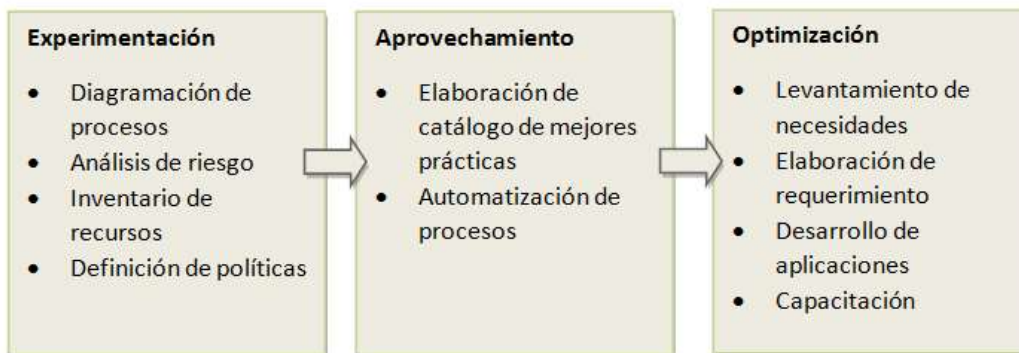 Experimentación
• Diagramación de
procesos
• Análisis de riesgo
• Inventario de
recursos
• Definición de políticas
Aprovechamiento
• Elaboración de
catálogo de mejores
prácticas
• Automatización de
procesos
Optimización
• Levantamiento de
necesidades
• Elaboración de
requerimiento
• Desarrollo de
aplicaciones
• Capacitación